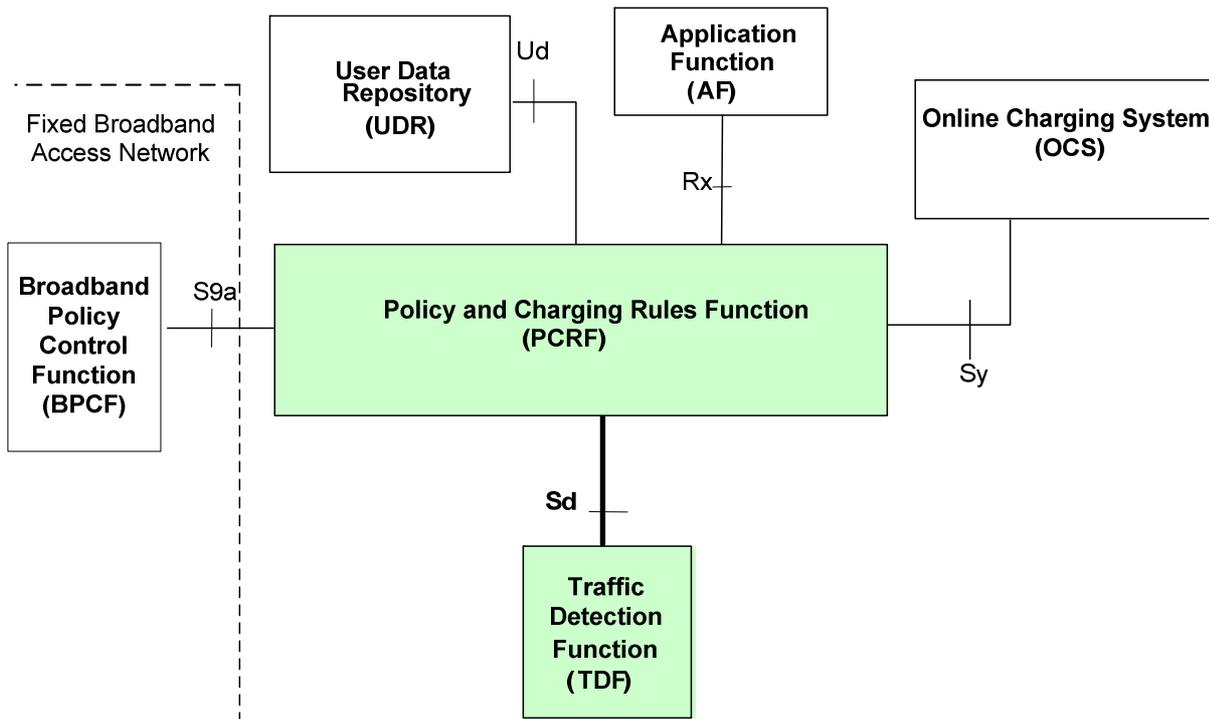 User Data
Repository
(UDR)
Ud
Application
Function
(AF)
Online Charging System
(OCS)
Fixed Broadband
Access Network
Rx
Broadband
Policy
Control
Function
(BPCF)
S9a
Policy and Charging Rules Function
(PCRF)
Sy
Sd
Traffic
Detection
Function
(TDF)